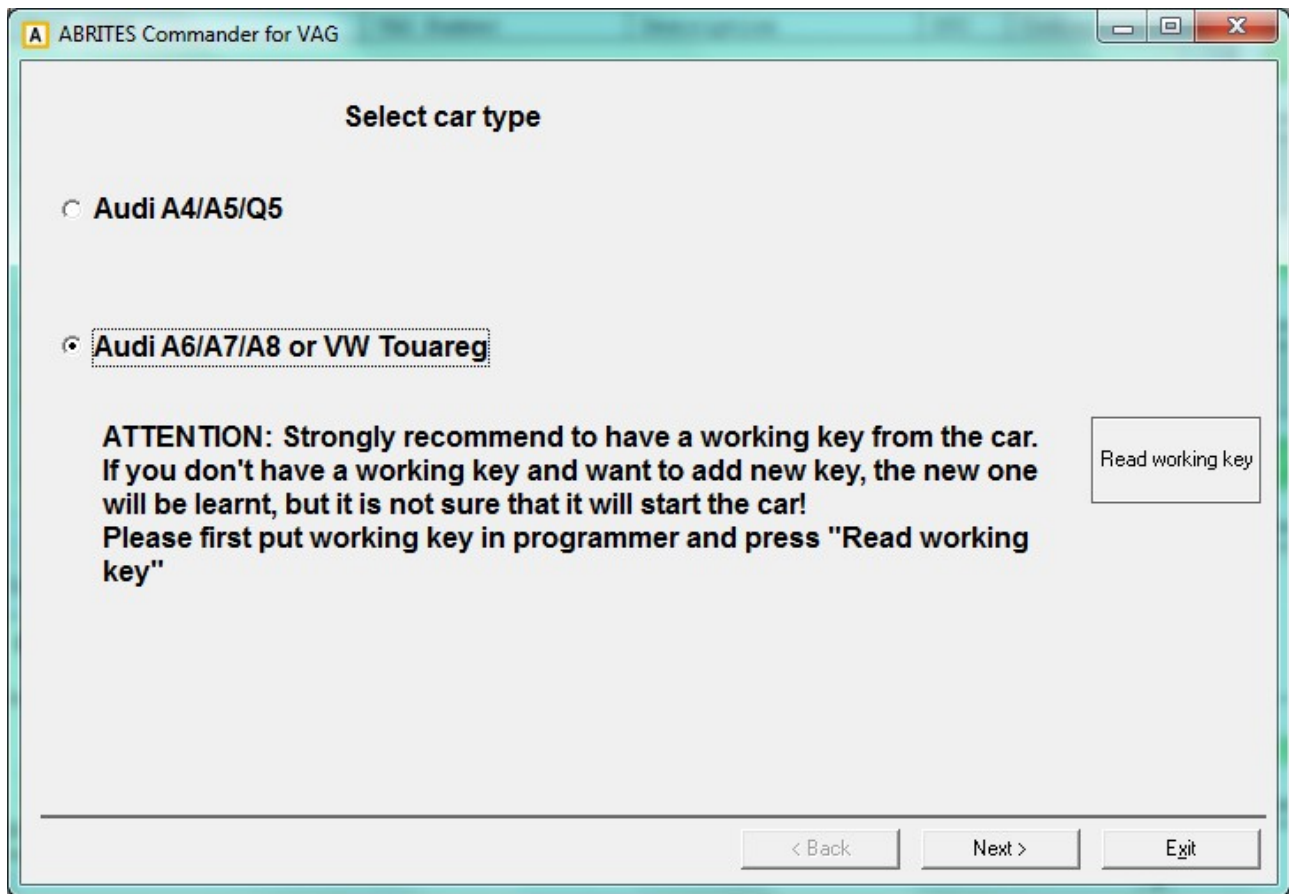 A ABRITES Commander for VAG
Select car type
Audi A4/A5/Q5
Audi A6/A7/A8 or VW Touareg
ATTENTION: Strongly recommend to have a working key from the car.
If you don't have a working key and want to add new key, the new one
will be learnt, but it is not sure that it will start the car!
Please first put working key in programmer and press "Read working
key"
Read working key
< Back
Next >
Exit